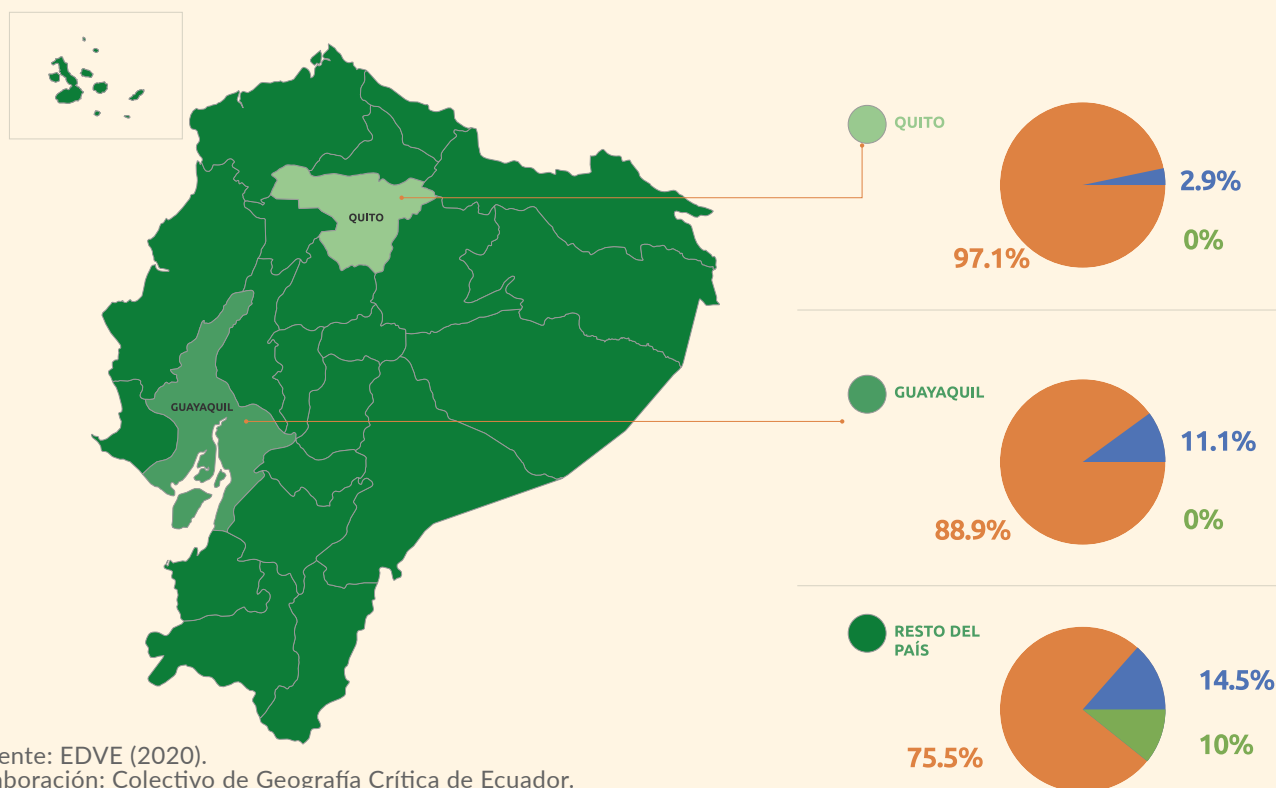 QUITO
2.9%
QUITO
0%
97.1%
GUAYAQUIL
GUAYAQUIL
11.1%
0%
88.9%
RESTO DEL
PAÍS
14.5%
10%
75.5%
ente: EDVE (2020).
aboración: Colectivo de Geografía Crítica de Ecuador.